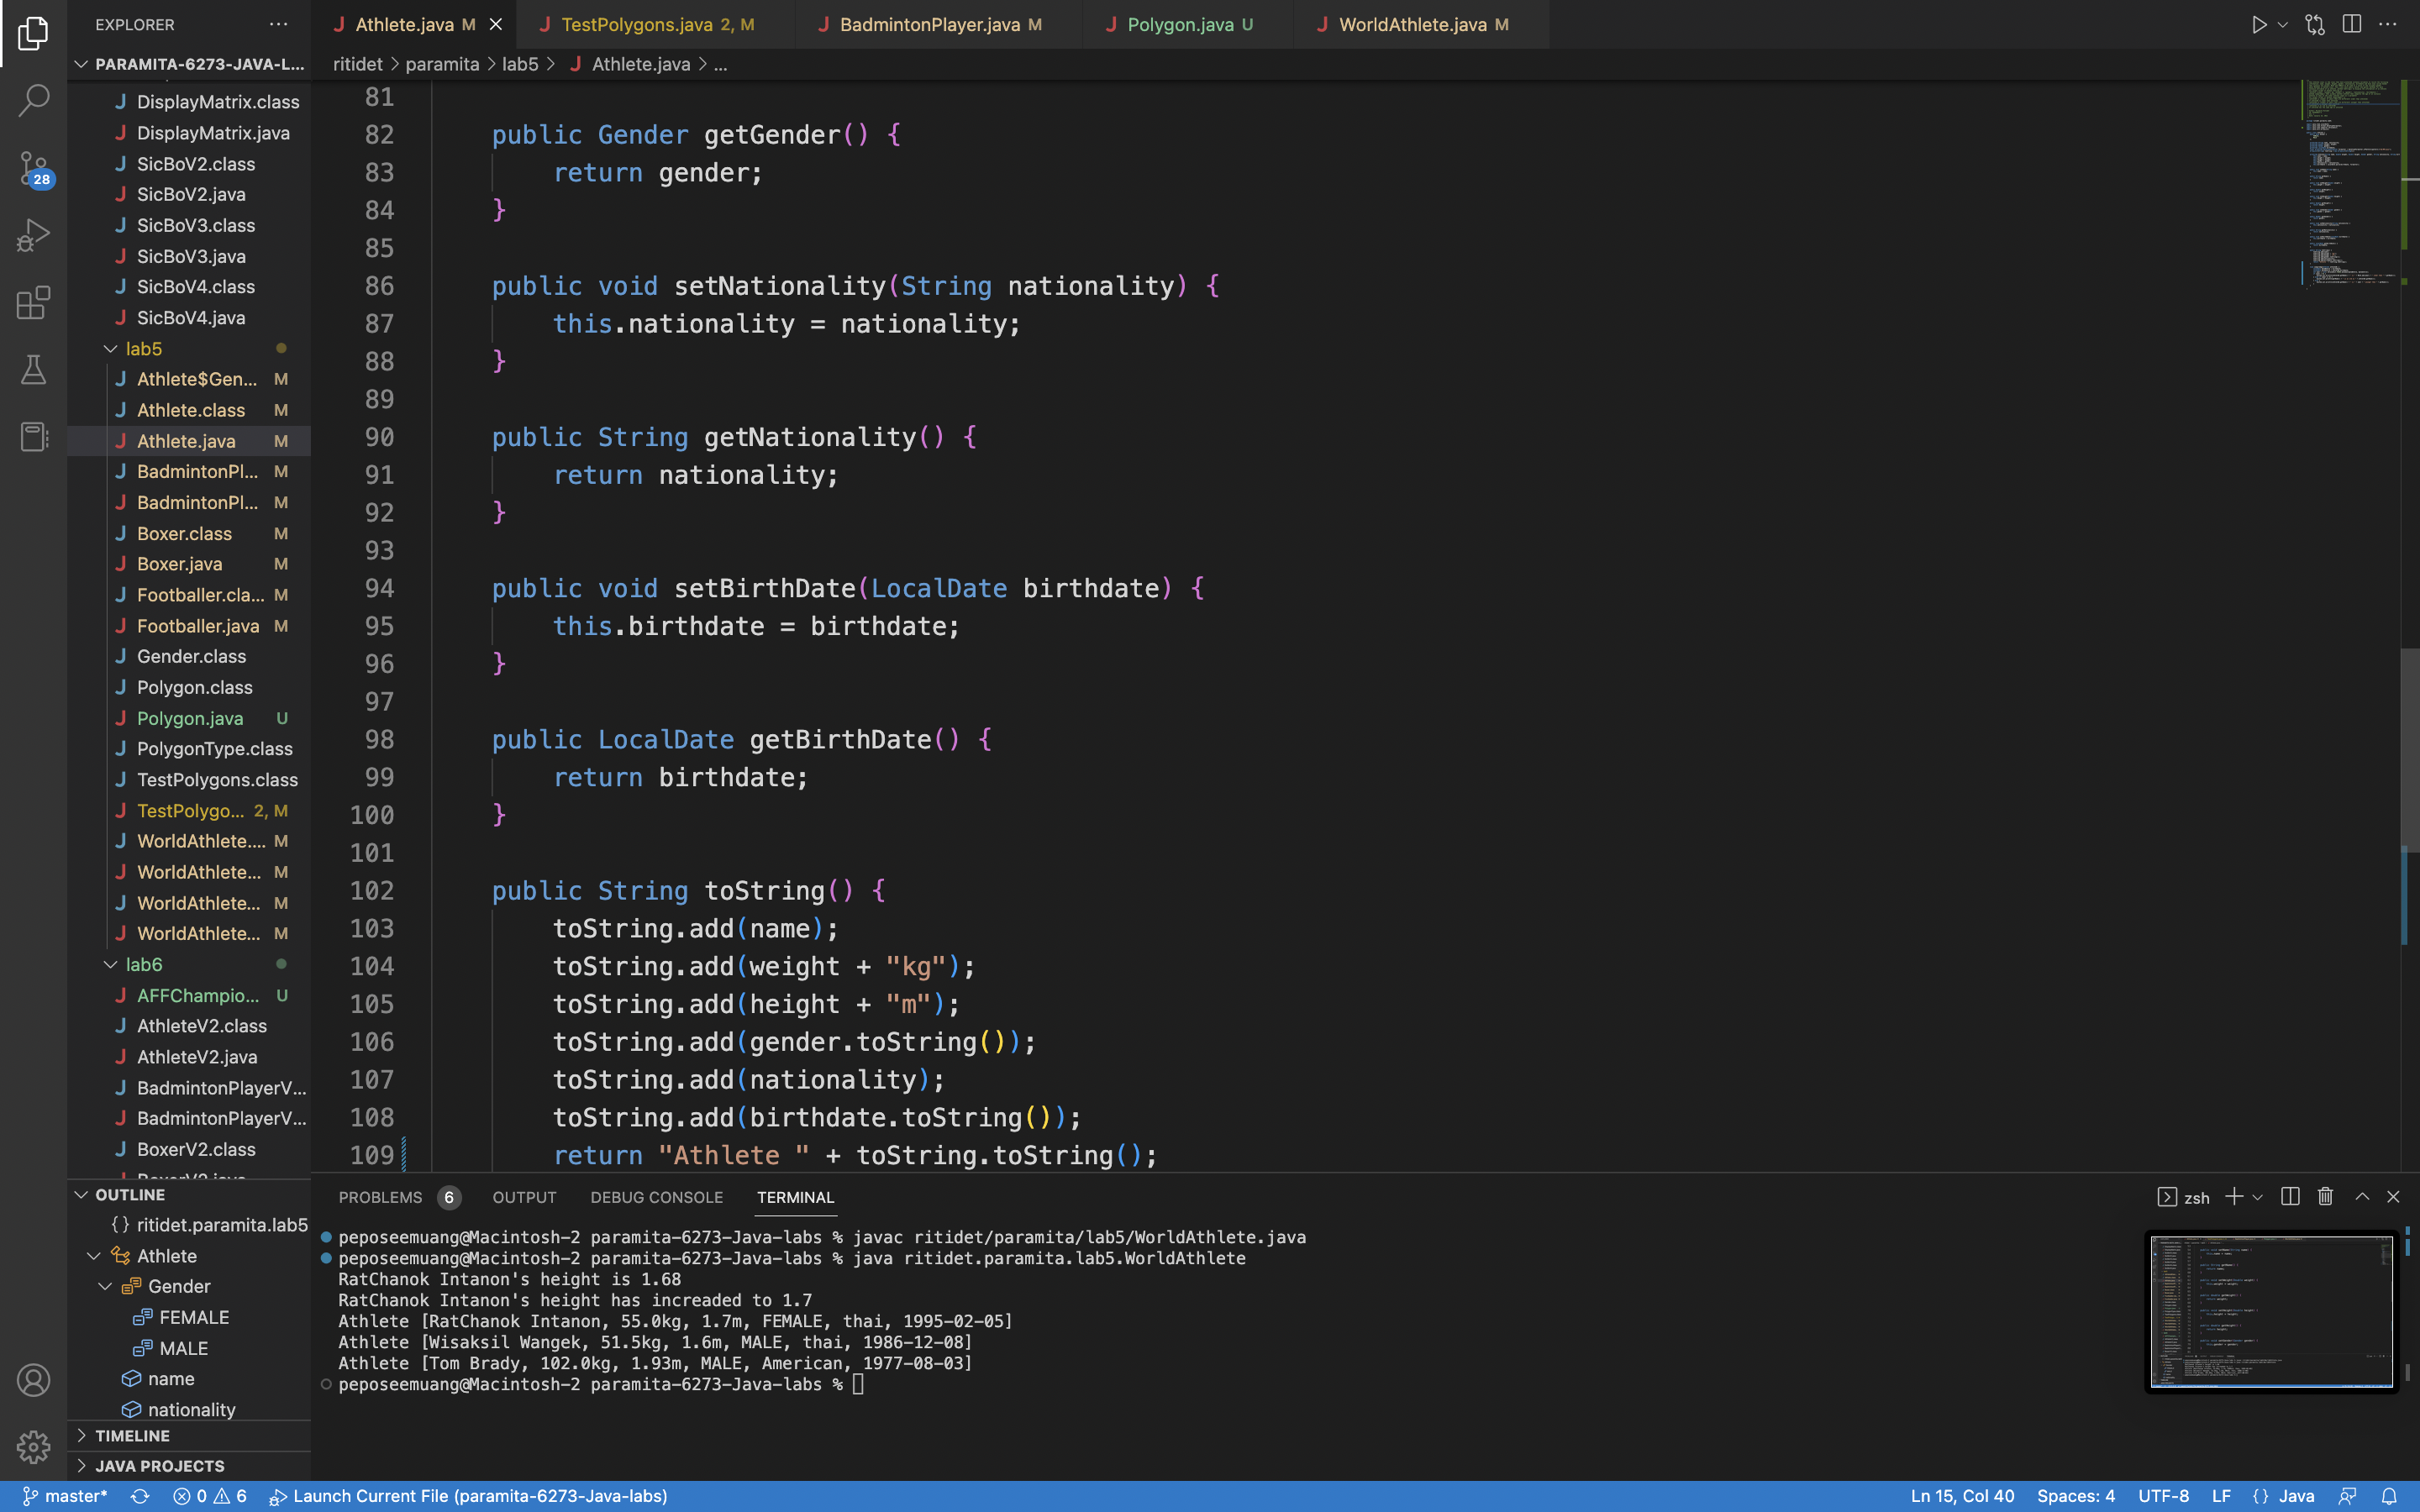 EXPLORER
PARAMITA-6273-JAVA-L...
DisplayMatrix.class
DisplayMatrix.java
SicBoV2.class
SicBoV2.java
SicBoV3.class
SicBoV3.java
SicBoV4.class
SicBoV4.java
lab5
Athlete$Gen... M
Athlete.class M
Athlete.java M
BadmintonPl... M
BadmintonPl... M
Boxer.class M
Boxer.java M
Footballer.cla... M
Footballer.java M
Gender.class
Polygon.class
Polygon.java U
PolygonType.class
TestPolygons.class
TestPolygo... 2, M
WorldAthlete.... M
WorldAthlete... M
WorldAthlete... M
WorldAthlete... M
lab6
AFFChampio... U
AthleteV2.class
AthleteV2.java
BadmintonPlayerV...
BadmintonPlayerV...
BoxerV2.class
OUTLINE
{} ritidet.paramita.lab5
Athlete
Gender
FEMALE
MALE
name
nationality
TIMELINE
JAVA PROJECTS
28
Athlete.java M
TestPolygons.java 2, M
BadmintonPlayer.java M
Polygon.java U
WorldAthlete.java M
ritidet > paramita > lab5 > Athlete.java > ...
81
82 public Gender getGender() {
83 return gender;
84 }
85
86 public void setNationality(String nationality) {
87 this.nationality = nationality;
88 }
89
90 public String getNationality() {
91 return nationality;
92 }
93
94 public void setBirthDate(LocalDate birthdate) {
95 this.birthdate = birthdate;
96 }
97
98 public LocalDate getBirthDate() {
99 return birthdate;
100 }
101
102 public String toString() {
103 toString.add(name);
104 toString.add(weight + "kg");
105 toString.add(height + "m");
106 toString.add(gender.toString());
107 toString.add(nationality);
108 toString.add(birthdate.toString());
109 return "Athlete " + toString.toString();
PROBLEMS 6 OUTPUT DEBUG CONSOLE TERMINAL
zsh
peposeemuang@Macintosh-2 paramita-6273-Java-labs % javac ritidet/paramita/lab5/WorldAthlete.java
peposeemuang@Macintosh-2 paramita-6273-Java-labs % java ritidet.paramita.lab5.WorldAthlete
RatChanok Intanon's height is 1.68
RatChanok Intanon's height has increaded to 1.7
Athlete [RatChanok Intanon, 55.0kg, 1.7m, FEMALE, thai, 1995-02-05]
Athlete [Wisaksil Wangek, 51.5kg, 1.6m, MALE, thai, 1986-12-08]
Athlete [Tom Brady, 102.0kg, 1.93m, MALE, American, 1977-08-03]
peposeemuang@Macintosh-2 paramita-6273-Java-labs %
master* 0 6 Launch Current File (paramita-6273-Java-labs) Ln 15, Col 40 Spaces: 4 UTF-8 LF {} Java